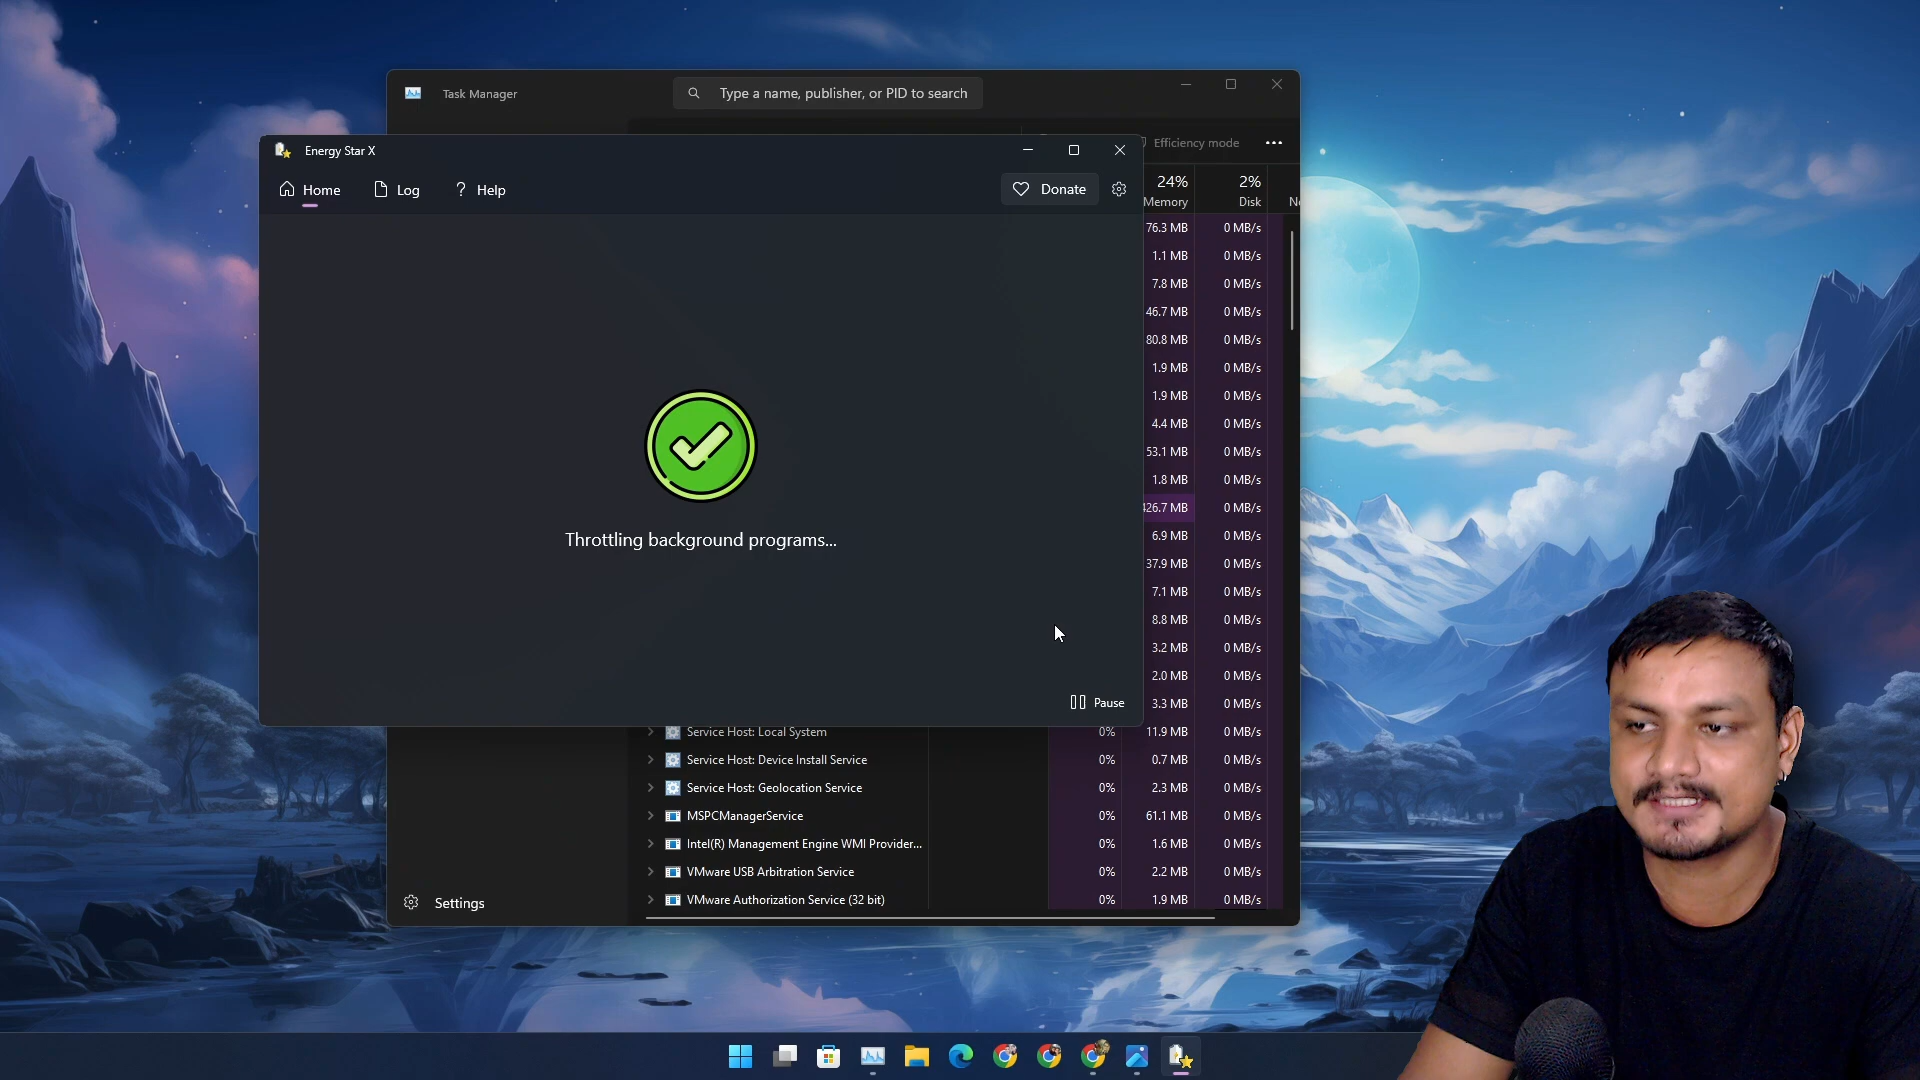 Task Manager
Type a name, publisher, or PID to search
Energy Star X
Efficiency mode
Home
Log
? Help
Donate
24%
2%
Memory
Disk
76.3 MB 0 MB/s
1.1 MB 0 MB/s
7.8 MB 0 MB/s
46.7 MB 0 MB/s
80.8 MB 0 MB/s
1.9 MB 0 MB/s
1.9 MB 0 MB/s
4.4 MB 0 MB/s
53.1 MB 0 MB/s
1.8 MB 0 MB/s
26.7 MB 0 MB/s
6.9 MB 0 MB/s
37.9 MB 0 MB/s
7.1 MB 0 MB/s
8.8 MB 0 MB/s
3.2 MB 0 MB/s
2.0 MB 0 MB/s
3.3 MB 0 MB/s
Throttling background programs...
Pause
Service Host: Local System 0% 11.9 MB 0 MB/s
Service Host: Device Install Service 0% 0.7 MB 0 MB/s
Service Host: Geolocation Service 0% 2.3 MB 0 MB/s
MSPCManagerService 0% 61.1 MB 0 MB/s
Intel(R) Management Engine WMI Provider... 0% 1.6 MB 0 MB/s
VMware USB Arbitration Service 0% 2.2 MB 0 MB/s
VMware Authorization Service (32 bit) 0% 1.9 MB 0 MB/s
Settings